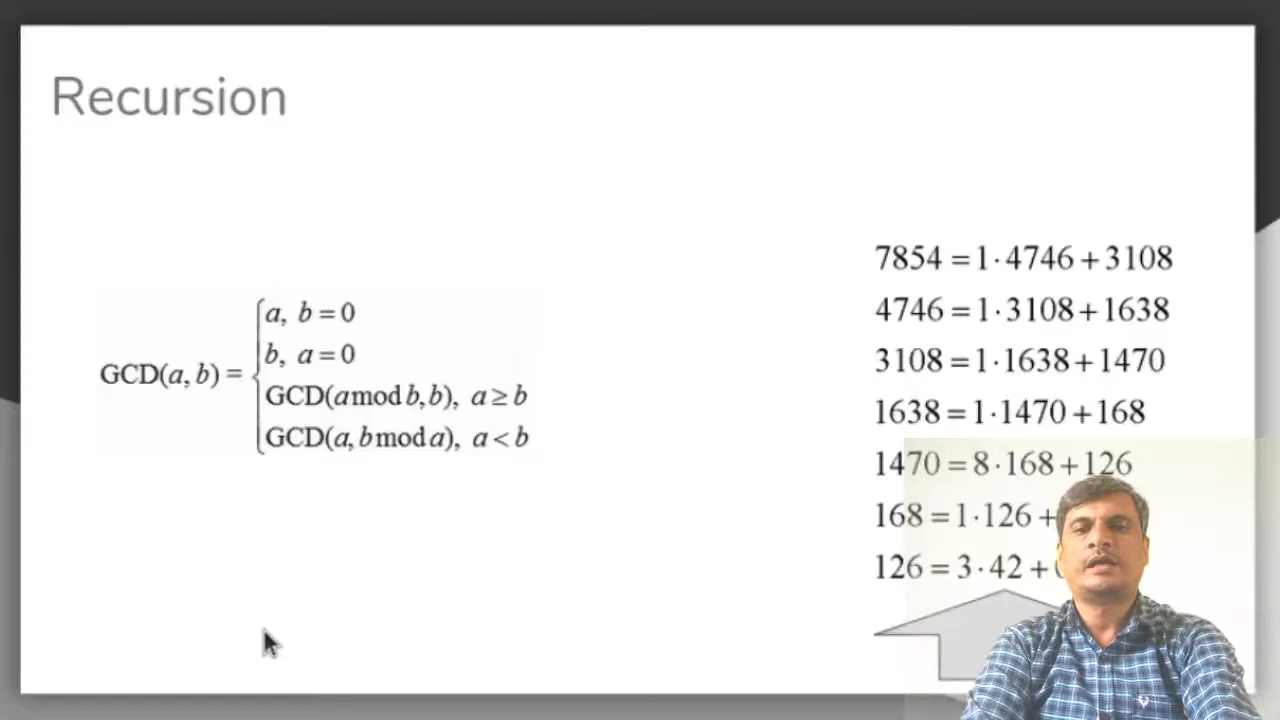 Recursion
GCD(a, b) =
a, b = 0
b, a = 0
GCD(a mod b, b), a ≥ b
GCD(a, b mod a), a < b
7854 = 1·4746 + 3108
4746 = 1·3108 + 1638
3108 = 1·1638 + 1470
1638 = 1·1470 + 168
1470 = 8·168 + 126
168 = 1·126 +
126 = 3·42 +